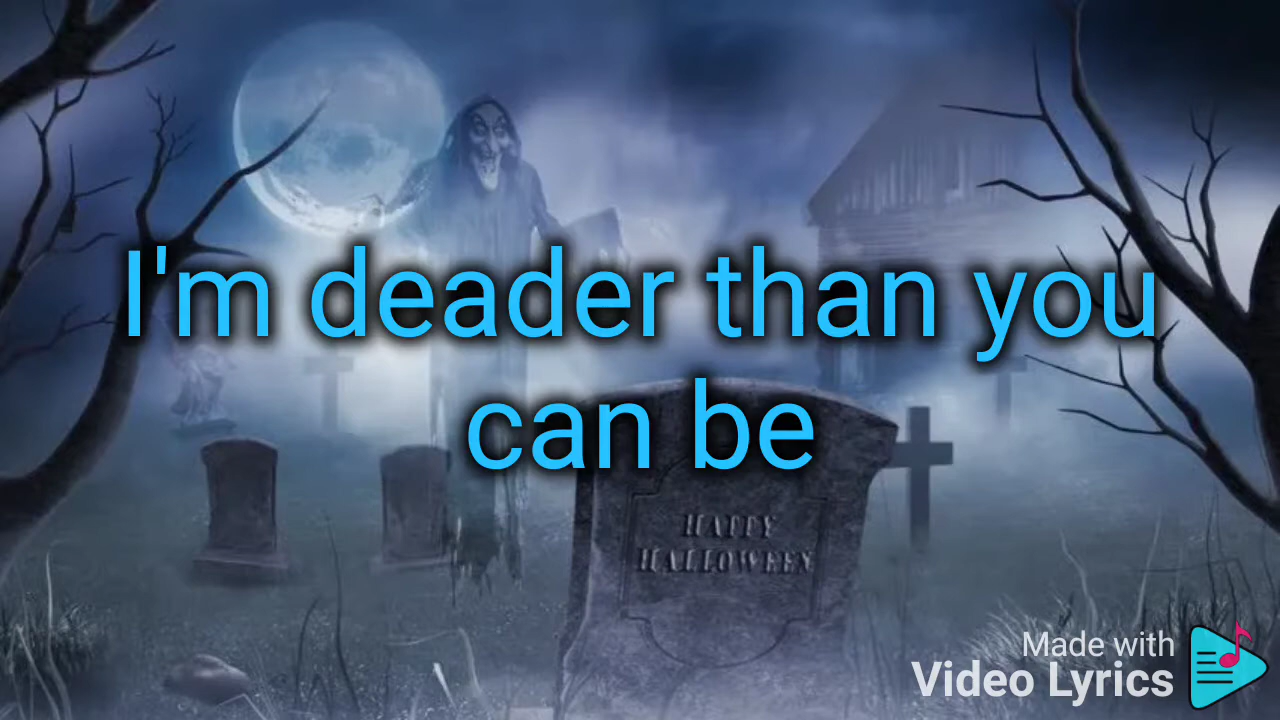 I'm deader than you
can be
HAPPY
HALLOWEEN
Made with
Video Lyrics